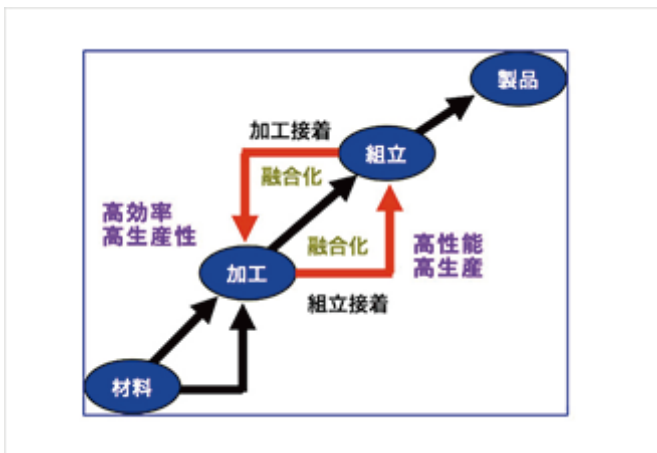 製品
加工接着
組立
融合化
高効率
高生産性
融合化
高性能
高生産
加工
組立接着
材料